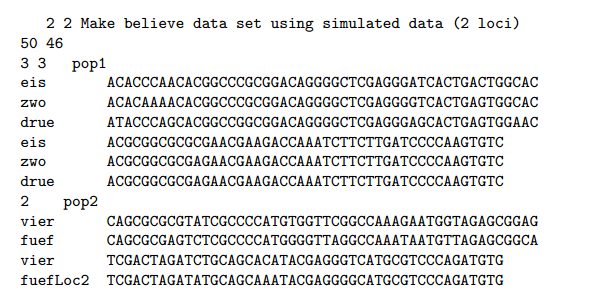 2 2 Make believe data set using simulated data (2 loci)
50 46
3 3 pop1
eis ACACCCAACACGGCCCGCGGACAGGGGCTCGAGGGATCACTGACTGGCAC
zwo ACACAAAACACGGCCCGCGGACAGGGGCTCGAGGGGTCACTGAGTGGCAC
drue ATACCCAGCACGGCCGGCGGACAGGGGCTCGAGGGAGCACTGAGTGGAAC
eis ACGCGGCGCGCGAACGAAGACCAAATCTTCTTGATCCCCAAGTGTC
zwo ACGCGGCGCGAGAACGAAGACCAAATCTTCTTGATCCCCAAGTGTC
drue ACGCGGCGCGAGAACGAAGACCAAATCTTCTTGATCCCCAAGTGTC
2 pop2
vier CAGCGCGCGTATCGCCCCATGTGGTTCGGCCAAAGAATGGTAGAGCGGAG
fuef CAGCGCGAGTCTCGCCCCATGGGGTTAGGCCAAATAATGTTAGAGCGGCA
vier TCGACTAGATCTGCAGCACATACGAGGGTCATGCGTCCCAGATGTG
fuefLoc2 TCGACTAGATATGCAGCAAATACGAGGGGCATGCGTCCCAGATGTG